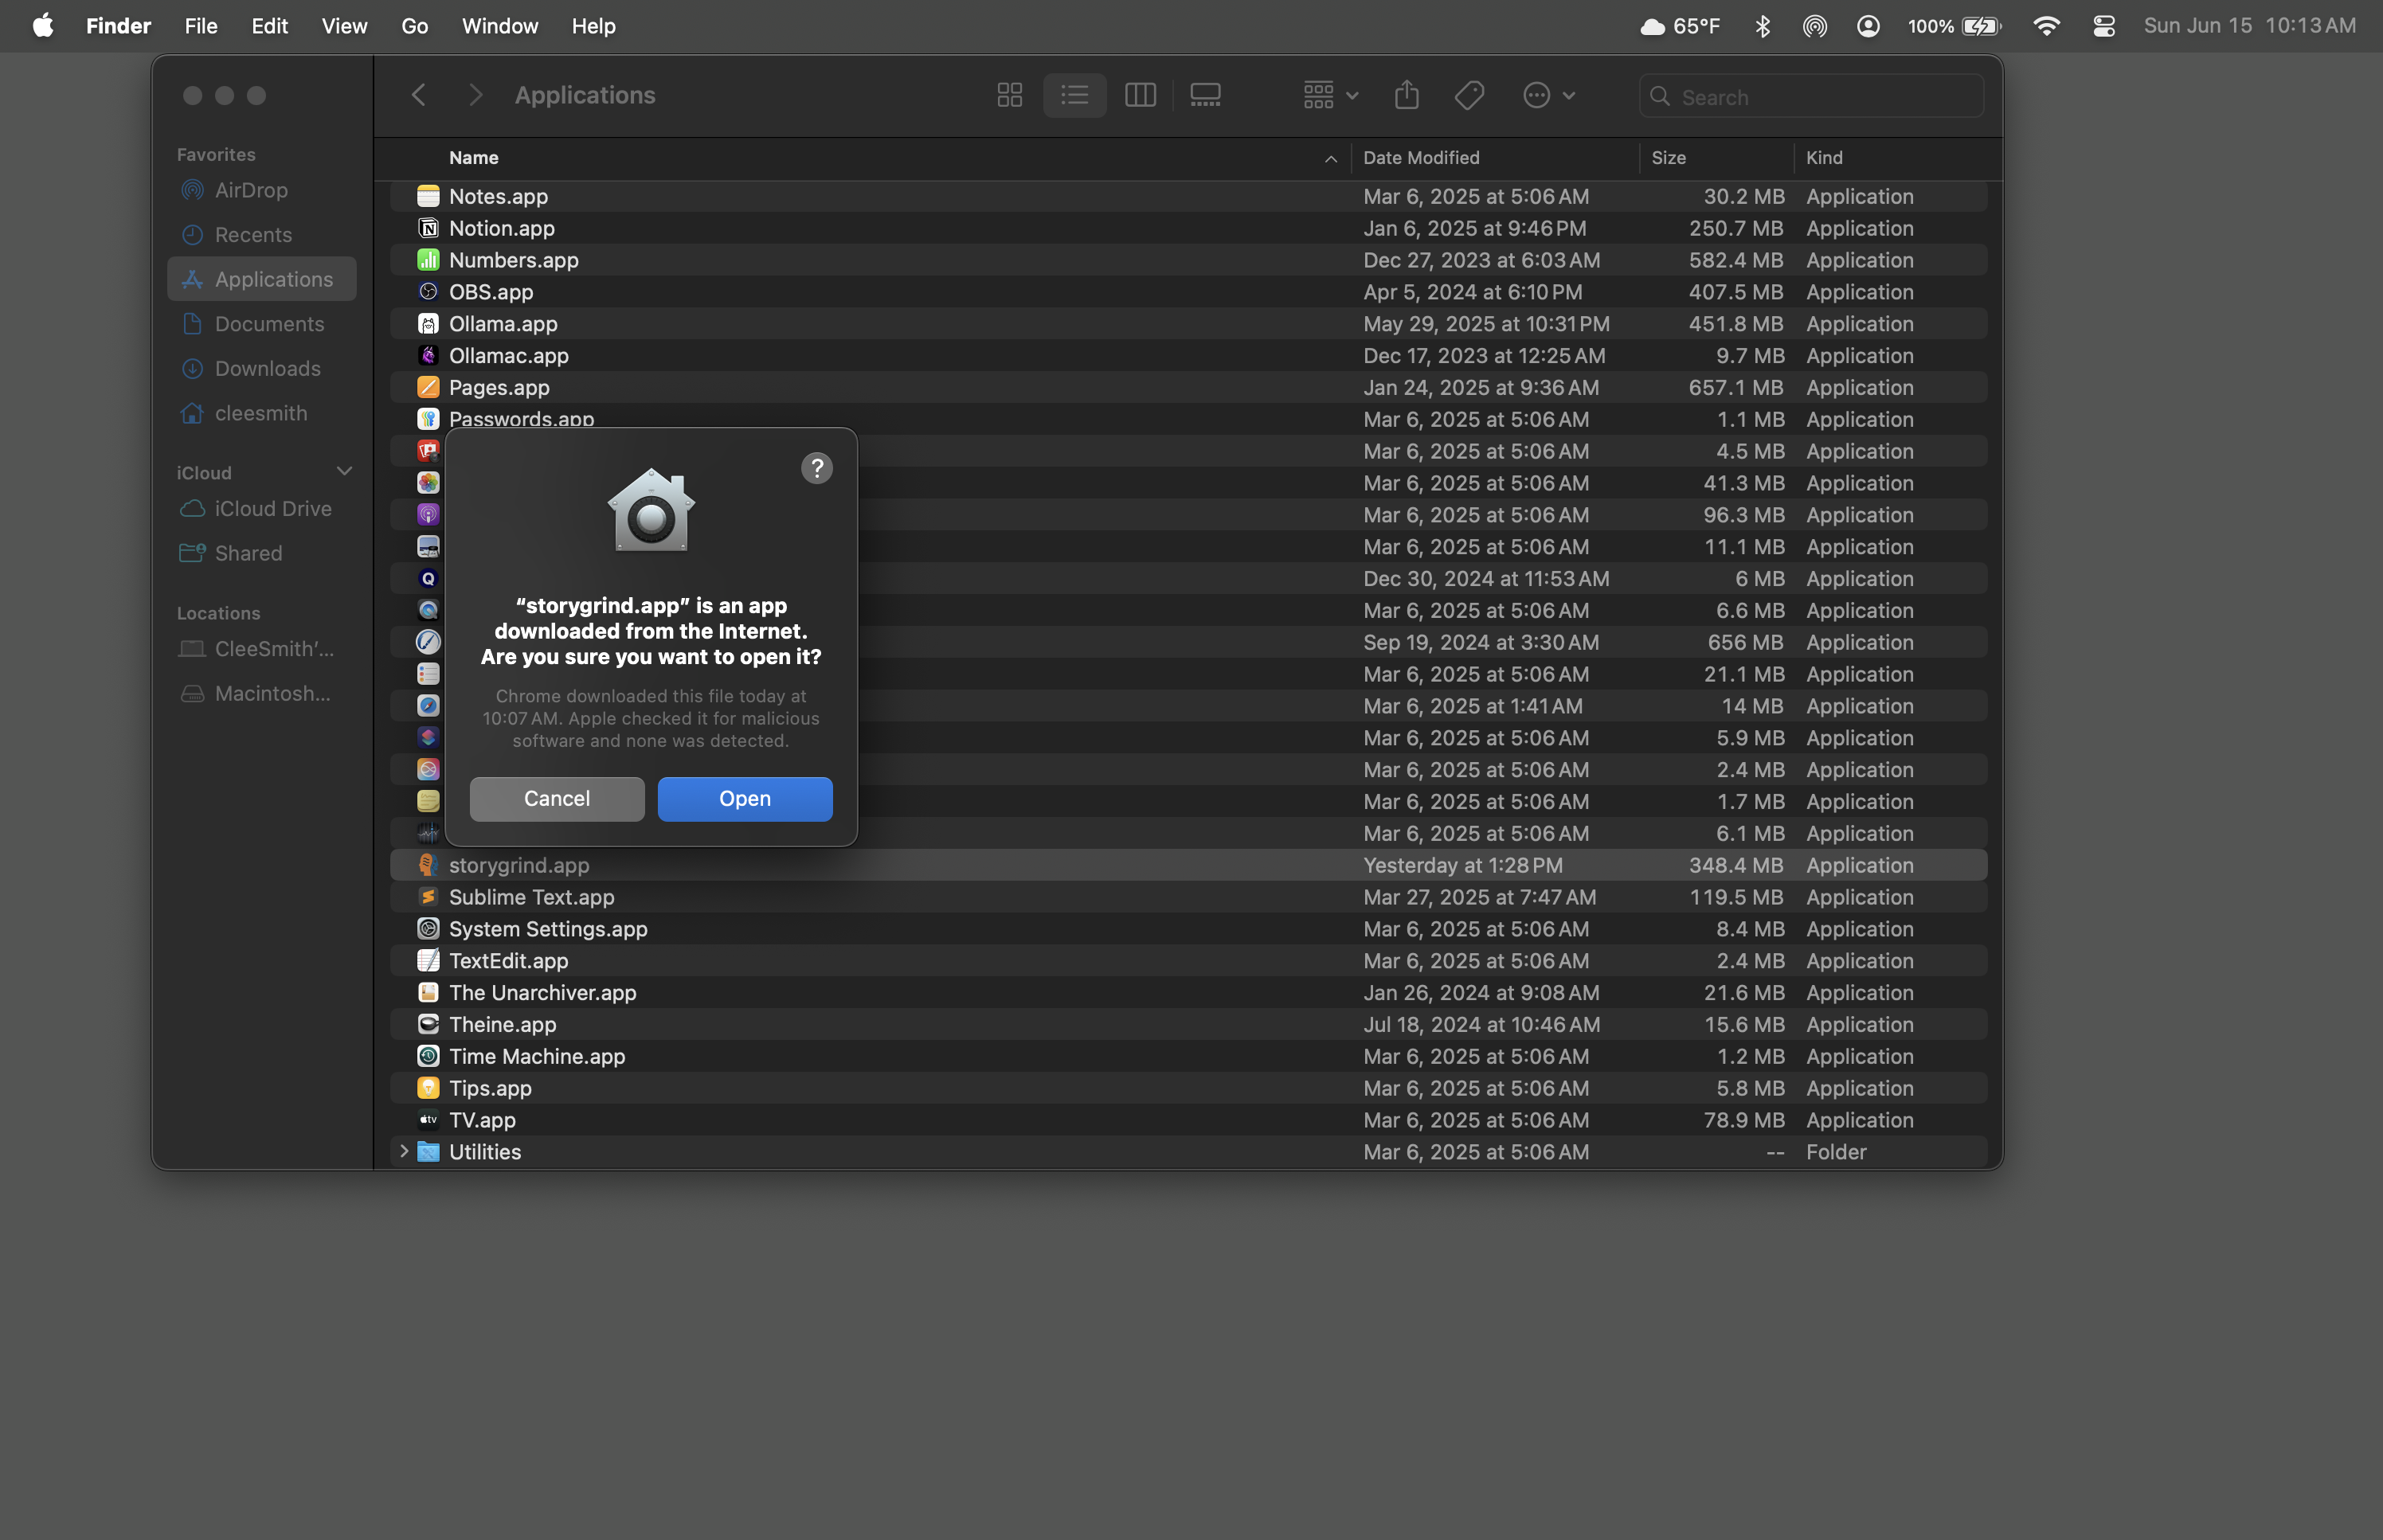 Finder File Edit View Go Window Help 65°F 100% Sun Jun 15 10:13 AM
Applications
Search
Favorites
AirDrop
Recents
Applications
Documents
Downloads
cleesmith
iCloud
iCloud Drive
Shared
Locations
CleeSmith’...
Macintosh...
Name Date Modified Size Kind
Notes.app Mar 6, 2025 at 5:06 AM 30.2 MB Application
Notion.app Jan 6, 2025 at 9:46 PM 250.7 MB Application
Numbers.app Dec 27, 2023 at 6:03 AM 582.4 MB Application
OBS.app Apr 5, 2024 at 6:10 PM 407.5 MB Application
Ollama.app May 29, 2025 at 10:31 PM 451.8 MB Application
Ollamac.app Dec 17, 2023 at 12:25 AM 9.7 MB Application
Pages.app Jan 24, 2025 at 9:36 AM 657.1 MB Application
Passwords.app Mar 6, 2025 at 5:06 AM 1.1 MB Application
Mar 6, 2025 at 5:06 AM 4.5 MB Application
Mar 6, 2025 at 5:06 AM 41.3 MB Application
Mar 6, 2025 at 5:06 AM 96.3 MB Application
Mar 6, 2025 at 5:06 AM 11.1 MB Application
Dec 30, 2024 at 11:53 AM 6 MB Application
Mar 6, 2025 at 5:06 AM 6.6 MB Application
Sep 19, 2024 at 3:30 AM 656 MB Application
Mar 6, 2025 at 5:06 AM 21.1 MB Application
Mar 6, 2025 at 1:41 AM 14 MB Application
Mar 6, 2025 at 5:06 AM 5.9 MB Application
Mar 6, 2025 at 5:06 AM 2.4 MB Application
Mar 6, 2025 at 5:06 AM 1.7 MB Application
Mar 6, 2025 at 5:06 AM 6.1 MB Application
storygrind.app Yesterday at 1:28 PM 348.4 MB Application
Sublime Text.app Mar 27, 2025 at 7:47 AM 119.5 MB Application
System Settings.app Mar 6, 2025 at 5:06 AM 8.4 MB Application
TextEdit.app Mar 6, 2025 at 5:06 AM 2.4 MB Application
The Unarchiver.app Jan 26, 2024 at 9:08 AM 21.6 MB Application
Theine.app Jul 18, 2024 at 10:46 AM 15.6 MB Application
Time Machine.app Mar 6, 2025 at 5:06 AM 1.2 MB Application
Tips.app Mar 6, 2025 at 5:06 AM 5.8 MB Application
TV.app Mar 6, 2025 at 5:06 AM 78.9 MB Application
Utilities Mar 6, 2025 at 5:06 AM -- Folder
?
“storygrind.app” is an app
downloaded from the Internet.
Are you sure you want to open it?
Chrome downloaded this file today at
10:07 AM. Apple checked it for malicious
software and none was detected.
Cancel Open